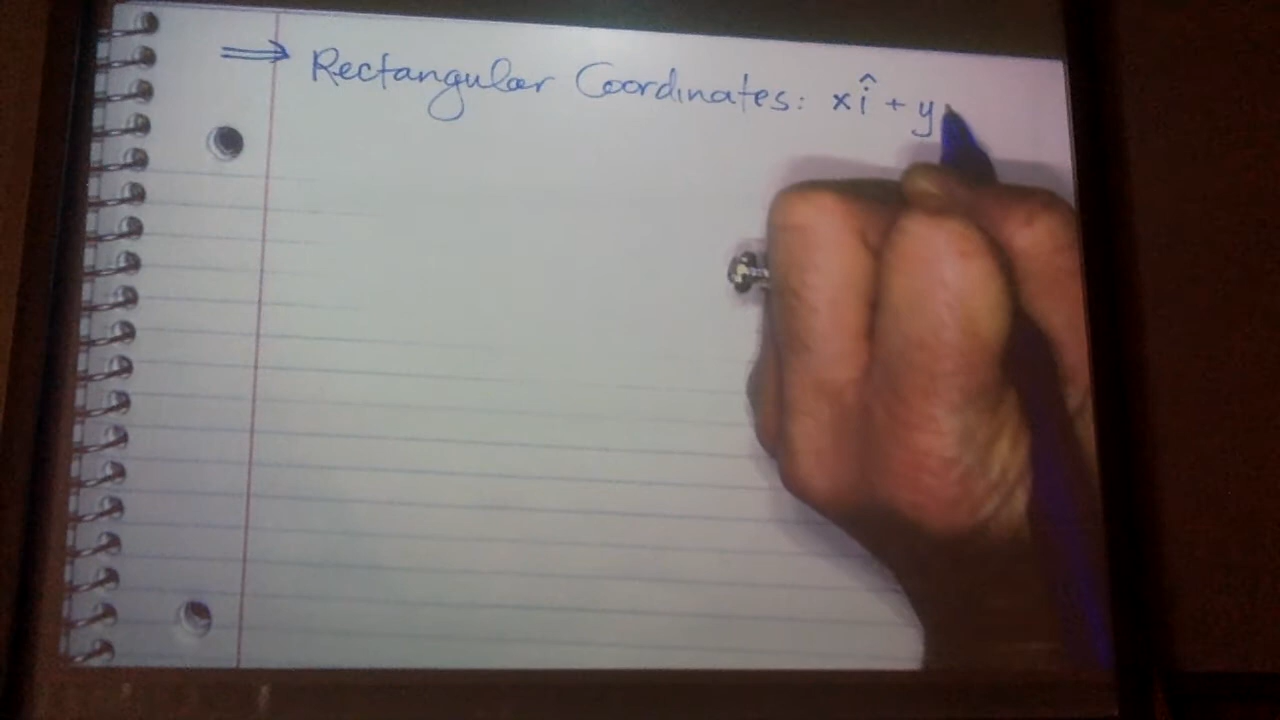 ⇒ Rectangular Coordinates: xî + y